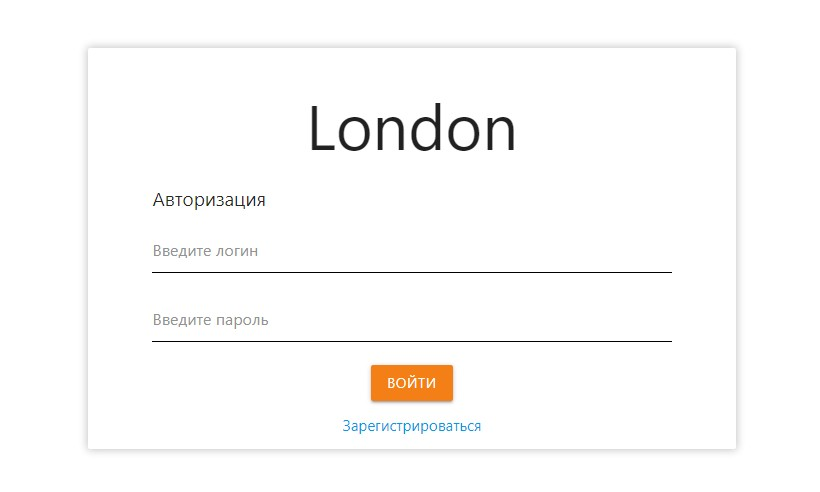 London
Авторизация
Введите логин
Введите пароль
ВОЙТИ
Зарегистрироваться